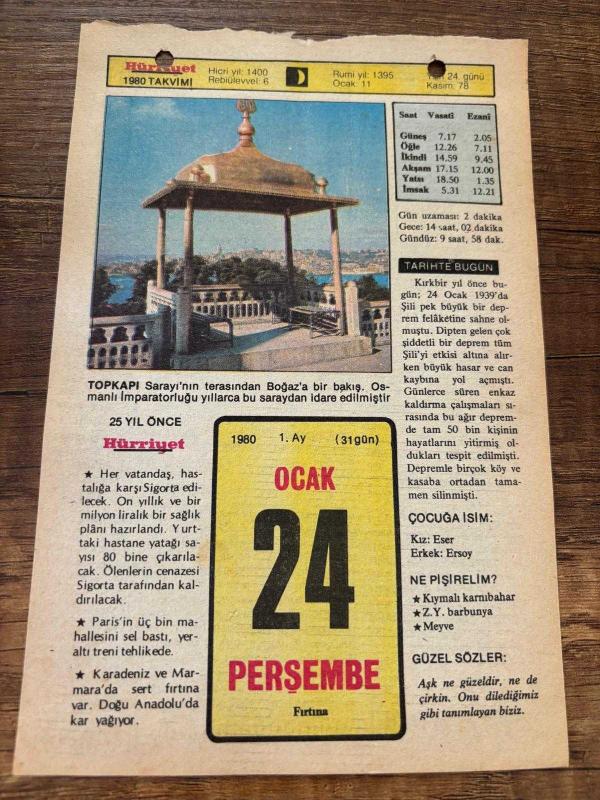 Hürriyet
1980 TAKVİMİ
Hicri yıl: 1400
Rebiülevvel: 6
Rumi yıl: 1395
Ocak: 11
24. günü
Kasım: 78
Saat Vasati Ezani
Güneş 7.17 2.05
Öğle 12.26 7.11
İkindi 14.59 9.45
Akşam 17.15 12.00
Yatsı 18.50 1.35
İmsak 5.31 12.21
Gün uzaması: 2 dakika
Gece: 14 saat, 02 dakika
Gündüz: 9 saat, 58 dak.
TOPKAPI Sarayı'nın terasından Boğaz'a bir bakış. Os-
manlı İmparatorluğu yıllarca bu saraydan idare edilmiştir
TARİHTE BUGÜN
Kırkbir yıl önce bu-
gün; 24 Ocak 1939'da
Şili pek büyük bir dep-
rem felâketine sahne ol-
muştu. Dipten gelen çok
şiddetli bir deprem tüm
Şili'yi etkisi altına alır-
ken büyük hasar ve can
kaybına yol açmıştı.
Günlerce süren enkaz
kaldırma çalışmaları sı-
rasında bu ağır deprem-
de tam 50 bin kişinin
hayatlarını yitirmiş ol-
dukları tespit edilmişti.
Depremle birçok köy ve
kasaba ortadan tama-
men silinmişti.
25 YIL ÖNCE
Hürriyet
★ Her vatandaş, has-
talığa karşı Sigorta edi-
lecek. On yıllık ve bir
milyon liralık bir sağlık
plânı hazırlandı. Yurt-
taki hastane yatağı sa-
yısı 80 bine çıkarıla-
cak. Ölenlerin cenazesi
Sigorta tarafından kal-
dırılacak.
★ Paris'in üç bin ma-
hallesini sel bastı, yer-
altı treni tehlikede.
★ Karadeniz ve Mar-
mara'da sert fırtına
var. Doğu Anadolu'da
kar yağıyor.
1980 1. Ay (31 gün)
OCAK
24
PERŞEMBE
Fırtına
ÇOCUĞA İSİM:
Kız: Eser
Erkek: Ersoy
NE PİŞİRELİM?
★ Kıymalı karnıbahar
★ Z.Y. barbunya
★ Meyve
GÜZEL SÖZLER:
Aşk ne güzeldir, ne de
çirkin. Onu dilediğimiz
gibi tanımlayan biziz.